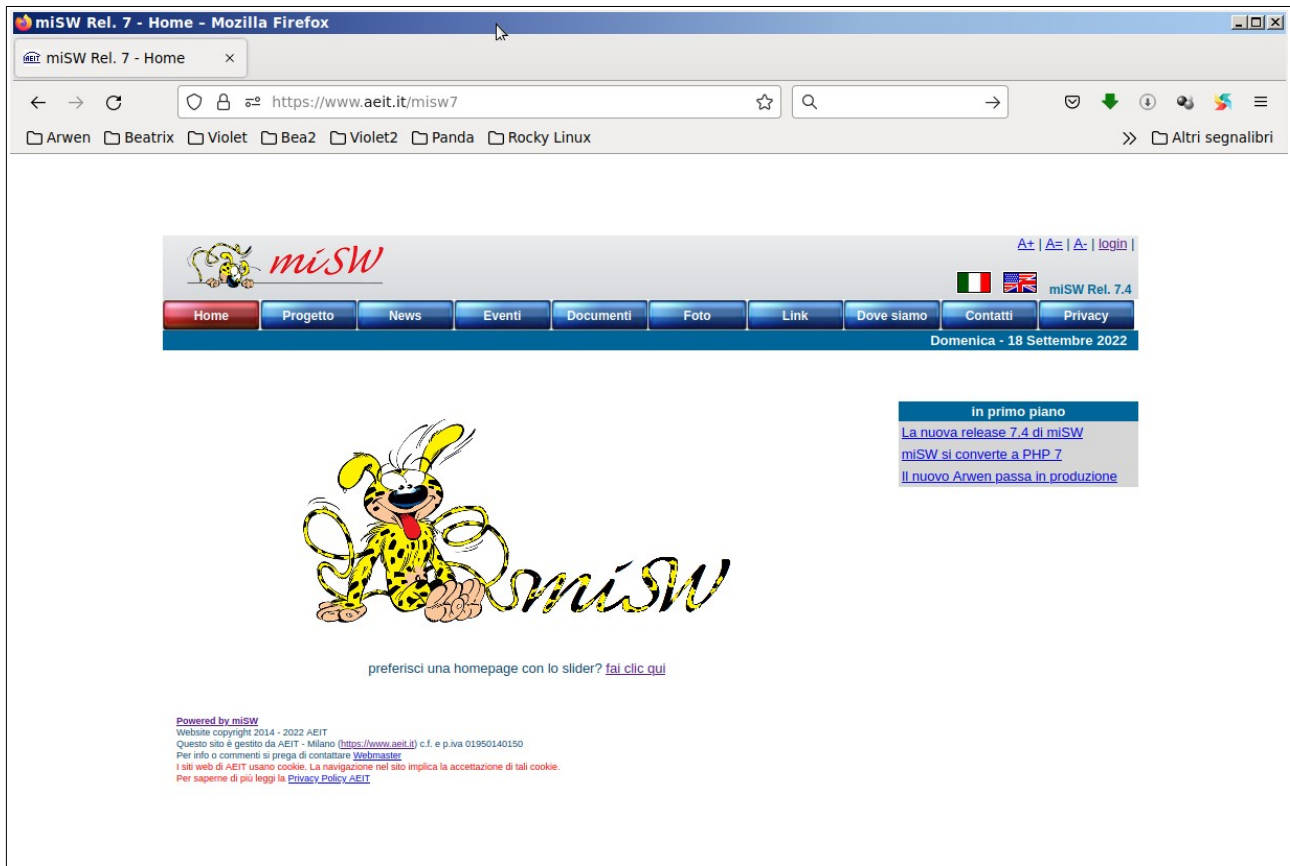 miSW Rel. 7 - Home – Mozilla Firefox
AEIT miSW Rel. 7 - Home
https://www.aeit.it/misw7
Arwen Beatrix Violet Bea2 Violet2 Panda Rocky Linux Altri segnalibri
A+ | A= | A- | login |
miSW
miSW Rel. 7.4
Home Progetto News Eventi Documenti Foto Link Dove siamo Contatti Privacy
Domenica - 18 Settembre 2022
in primo piano
La nuova release 7.4 di miSW
miSW si converte a PHP 7
Il nuovo Arwen passa in produzione
miSW
preferisci una homepage con lo slider? fai clic qui
Powered by miSW
Website copyright 2014 - 2022 AEIT
Questo sito è gestito da AEIT - Milano (https://www.aeit.it) c.f. e p.iva 01950140150
Per info o commenti si prega di contattare Webmaster
I siti web di AEIT usano cookie. La navigazione nel sito implica la accettazione di tali cookie.
Per saperne di più leggi la Privacy Policy AEIT